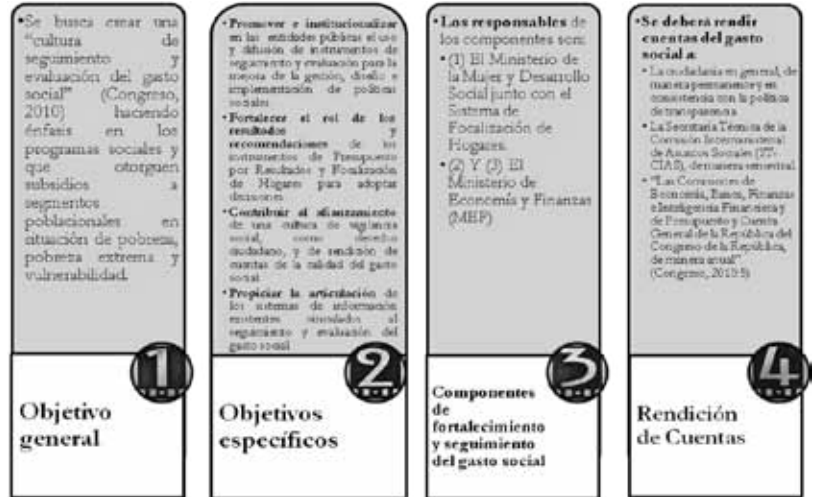 •Se busca crear una
"cultura de
seguimiento y
evaluación del gasto
social" (Congreso,
2010) haciendo
énfasis en los
programas sociales y
que otorguen
subsidios a
segmentos
poblacionales en
situación de pobreza,
pobreza extrema y
vulnerabilidad.
1
Objetivo
general
•Promover e institucionalizar
en las entidades públicas el uso
y difusión de instrumentos de
seguimiento y evaluación para la
mejora de la gestión, diseño e
implementación de políticas
sociales
•Fortalecer el rol de los
resultados y
recomendaciones de los
instrumentos de Presupuesto
por Resultados y Focalización
de Hogares para adoptar
decisiones
•Contribuir al afianzamiento
de una cultura de vigilancia
social, como derecho
ciudadano, y de rendición de
cuentas de la calidad del gasto
social
•Propiciar la articulación de
los sistemas de información
existentes vinculados al
seguimiento y evaluación del
gasto social
2
Objetivos
específicos
•Los responsables de
los componentes son:
•(1) El Ministerio de
la Mujer y Desarrollo
Social junto con el
Sistema de
Focalización de
Hogares.
•(2) Y (3) El
Ministerio de
Economía y Finanzas
(MEF)
3
Componentes
de
fortalecimiento
y seguimiento
del gasto social
•Se deberá rendir
cuentas del gasto
social a:
•La ciudadanía en general, de
manera permanente y en
consistencia con la política
de transparencia
•La Secretaría Técnica de la
Comisión Interministerial
de Asuntos Sociales (ST-
CIAS), de manera semestral.
•"Las Comisiones de
Economía, Banca, Finanzas
e Inteligencia Financiera y
de Presupuesto y Cuenta
General de la República del
Congreso de la República,
de manera anual"
(Congreso, 2010:5)
4
Rendición
de Cuentas